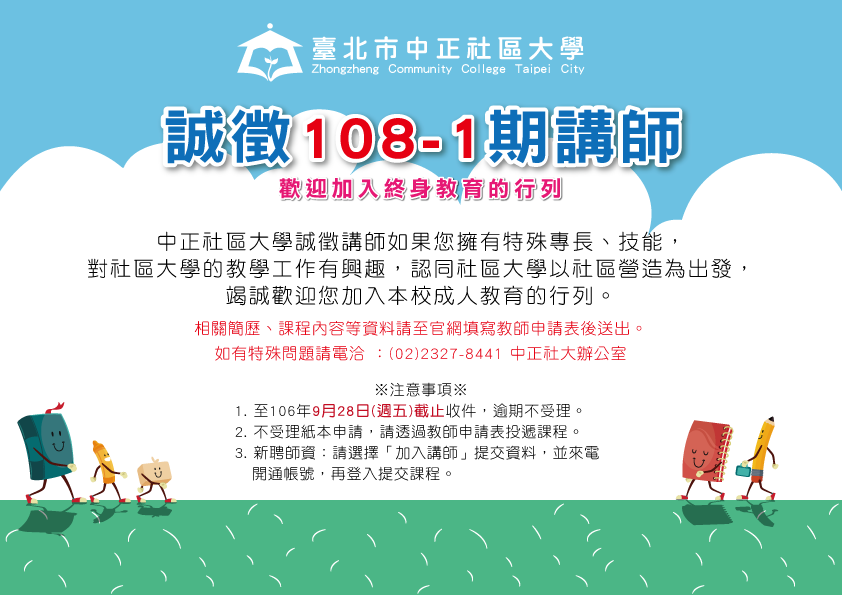 臺北市中正社區大學
Zhongzheng Community College Taipei City
誠徵108-1期講師
歡迎加入終身教育的行列
中正社區大學誠徵講師如果您擁有特殊專長、技能，
對社區大學的教學工作有興趣，認同社區大學以社區營造為出發，
竭誠歡迎您加入本校成人教育的行列。
相關簡歷、課程內容等資料請至官網填寫教師申請表後送出。
如有特殊問題請電洽 ：(02)2327-8441 中正社大辦公室
※注意事項※
1. 至106年9月28日(週五)截止收件，逾期不受理。
2. 不受理紙本申請，請透過教師申請表投遞課程。
3. 新聘師資：請選擇「加入講師」提交資料，並來電
開通帳號，再登入提交課程。